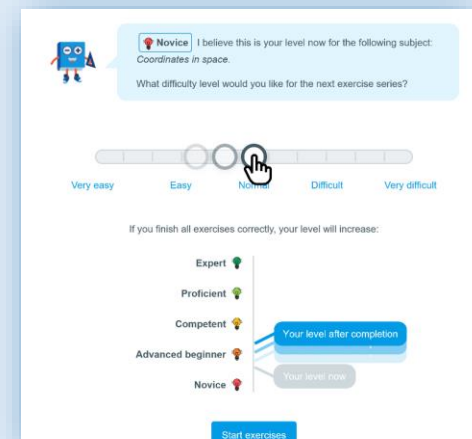 Novice I believe this is your level now for the following subject:
Coordinates in space.
What difficulty level would you like for the next exercise series?
Very easy Easy Normal Difficult Very difficult
If you finish all exercises correctly, your level will increase:
Expert
Proficient
Competent
Your level after completion
Advanced beginner
Your level now
Novice
Start exercises